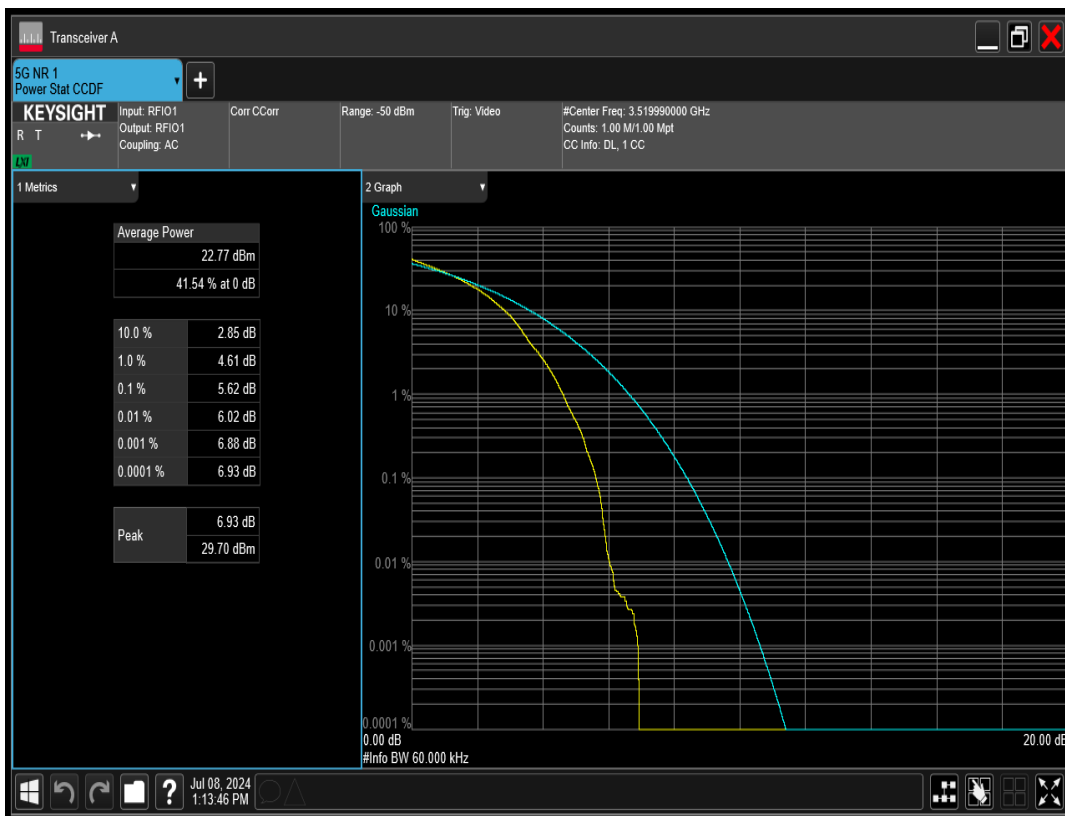 Transceiver A
5G NR 1
Power Stat CCDF
+
KEYSIGHT
R T
LXI
Input: RFIO1
Output: RFIO1
Coupling: AC
Corr CCorr
Range: -50 dBm
Trig: Video
#Center Freq: 3.519990000 GHz
Counts: 1.00 M/1.00 Mpt
CC Info: DL, 1 CC
1 Metrics
Average Power
22.77 dBm
41.54 % at 0 dB
10.0 % 2.85 dB
1.0 % 4.61 dB
0.1 % 5.62 dB
0.01 % 6.02 dB
0.001 % 6.88 dB
0.0001 % 6.93 dB
Peak 6.93 dB
29.70 dBm
2 Graph
Gaussian
100 %
10 %
1 %
0.1 %
0.01 %
0.001 %
0.0001 %
0.00 dB 20.00 dB
#Info BW 60.000 kHz
?
Jul 08, 2024
1:13:46 PM